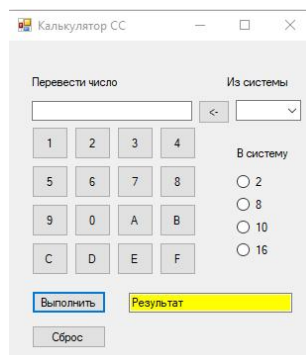 Калькулятор СС
Перевести число
Из системы
<-
1 2 3 4
В систему
5 6 7 8
2
8
9 0 A B
10
16
C D E F
Выполнить
Результат
Сброс